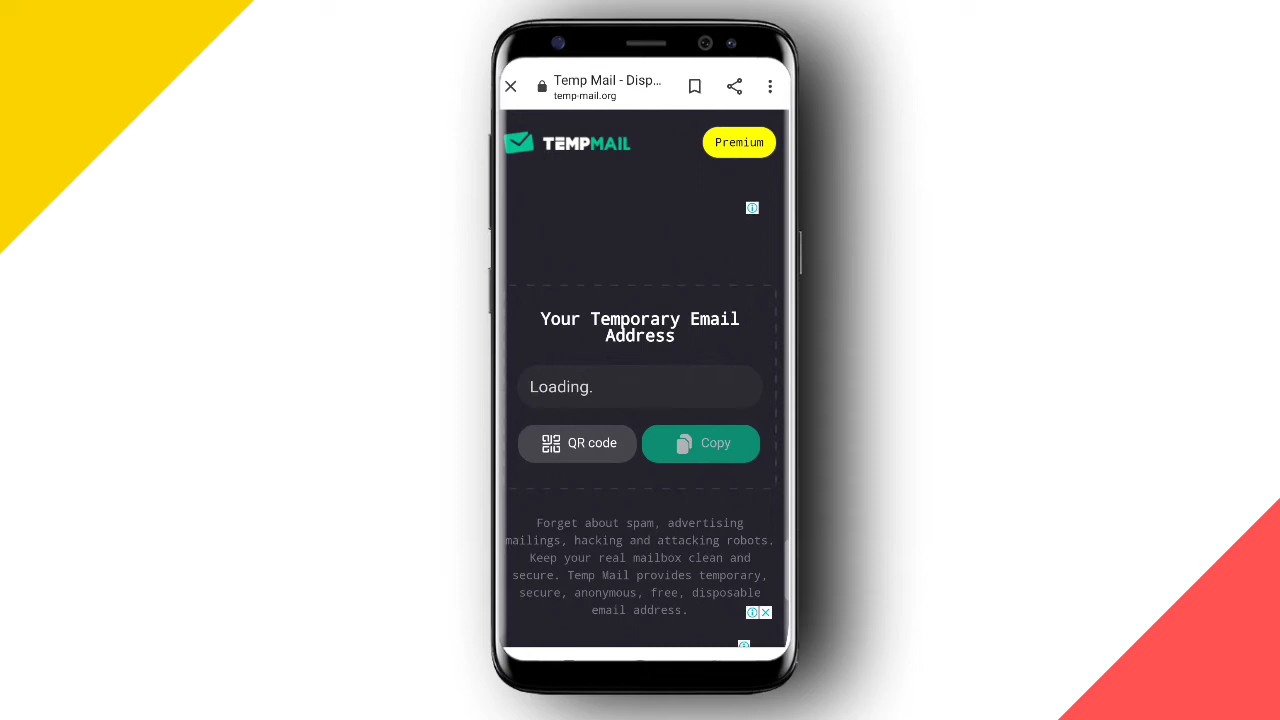 Temp Mail - Disp...
temp-mail.org
TEMPMAIL
Premium
Your Temporary Email
Address
Loading.
QR code
Copy
Forget about spam, advertising
mailings, hacking and attacking robots.
Keep your real mailbox clean and
secure. Temp Mail provides temporary,
secure, anonymous, free, disposable
email address.